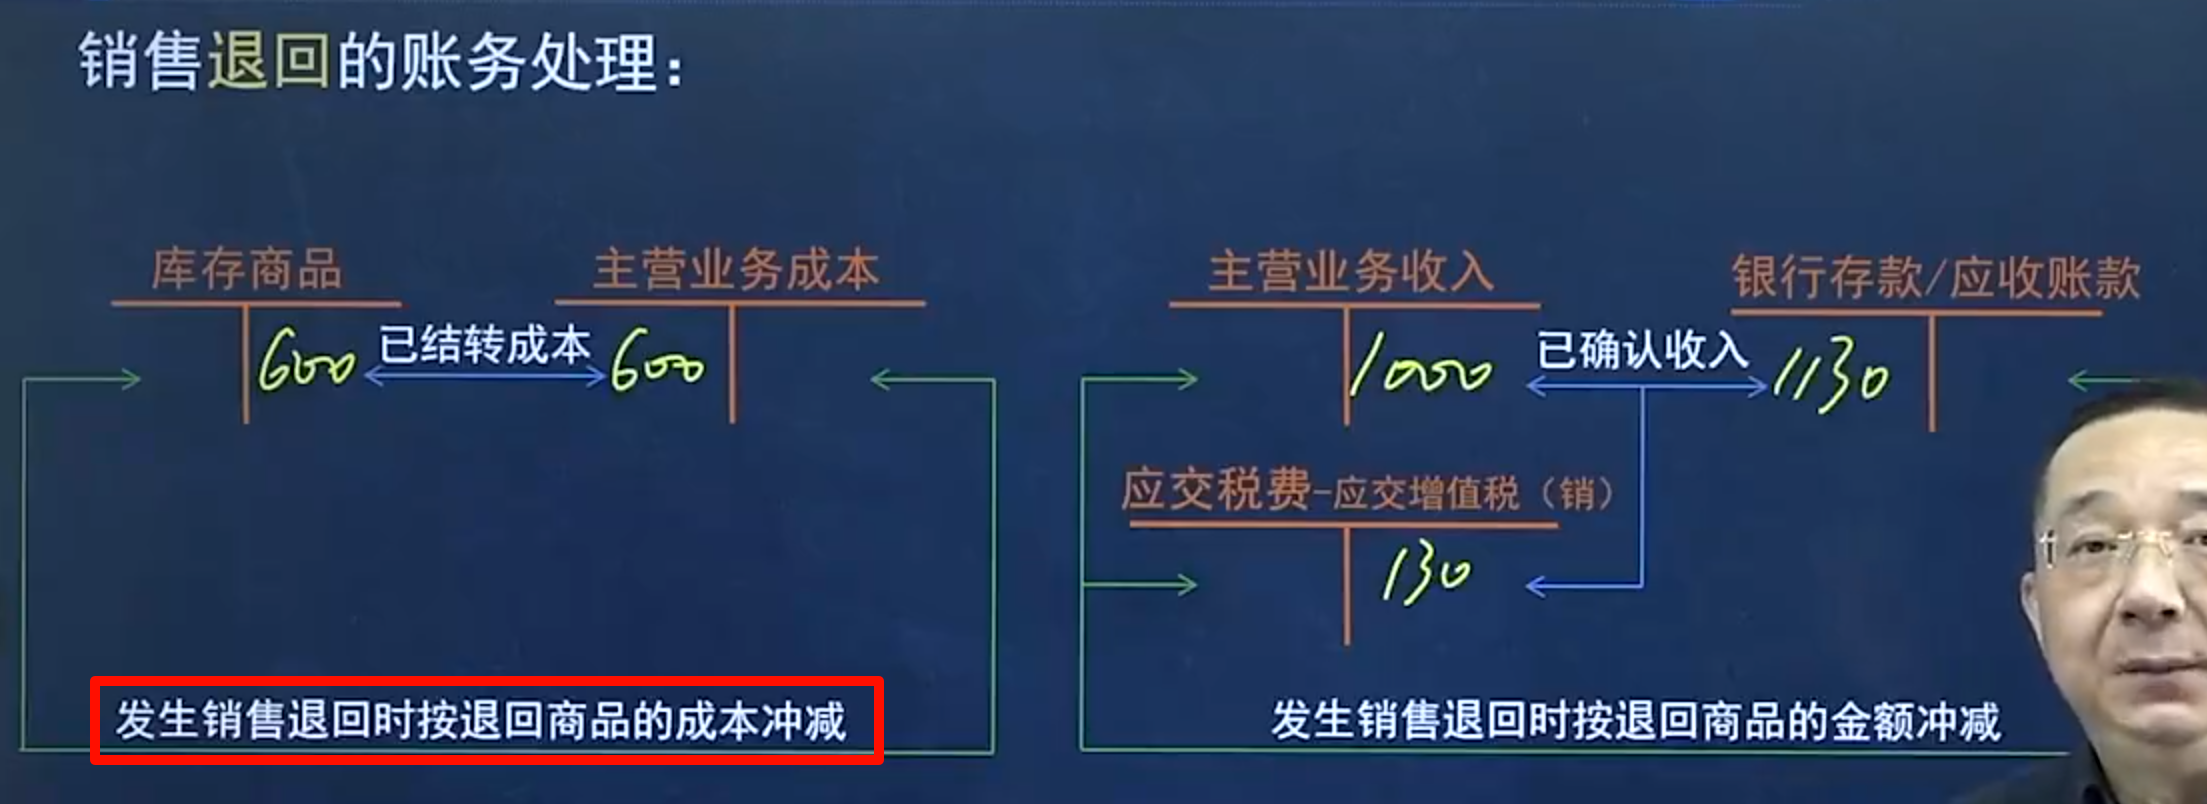 销售退回的账务处理：
库存商品
主营业务成本
主营业务收入
银行存款/应收账款
600
已结转成本
600
1000
已确认收入
1130
应交税费-应交增值税（销）
130
发生销售退回时按退回商品的成本冲减
发生销售退回时按退回商品的金额冲减